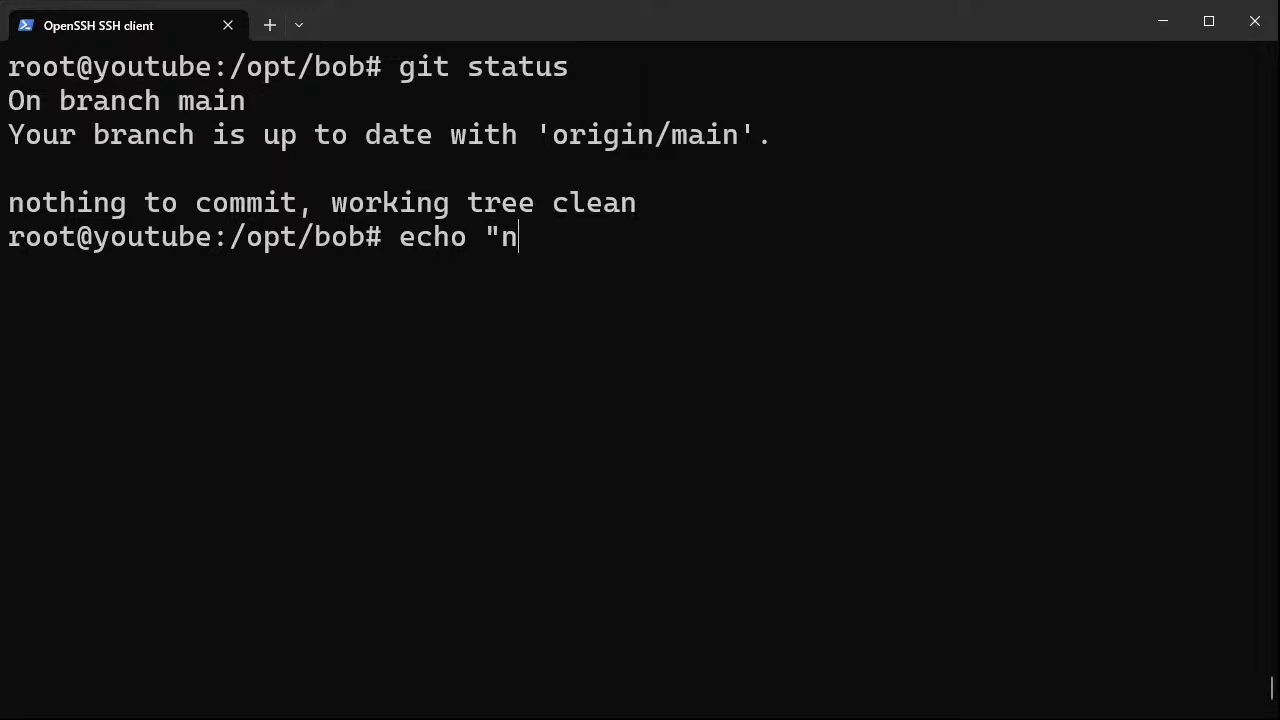 OpenSSH SSH client
root@youtube:/opt/bob# git status
On branch main
Your branch is up to date with 'origin/main'.
nothing to commit, working tree clean
root@youtube:/opt/bob# echo "n